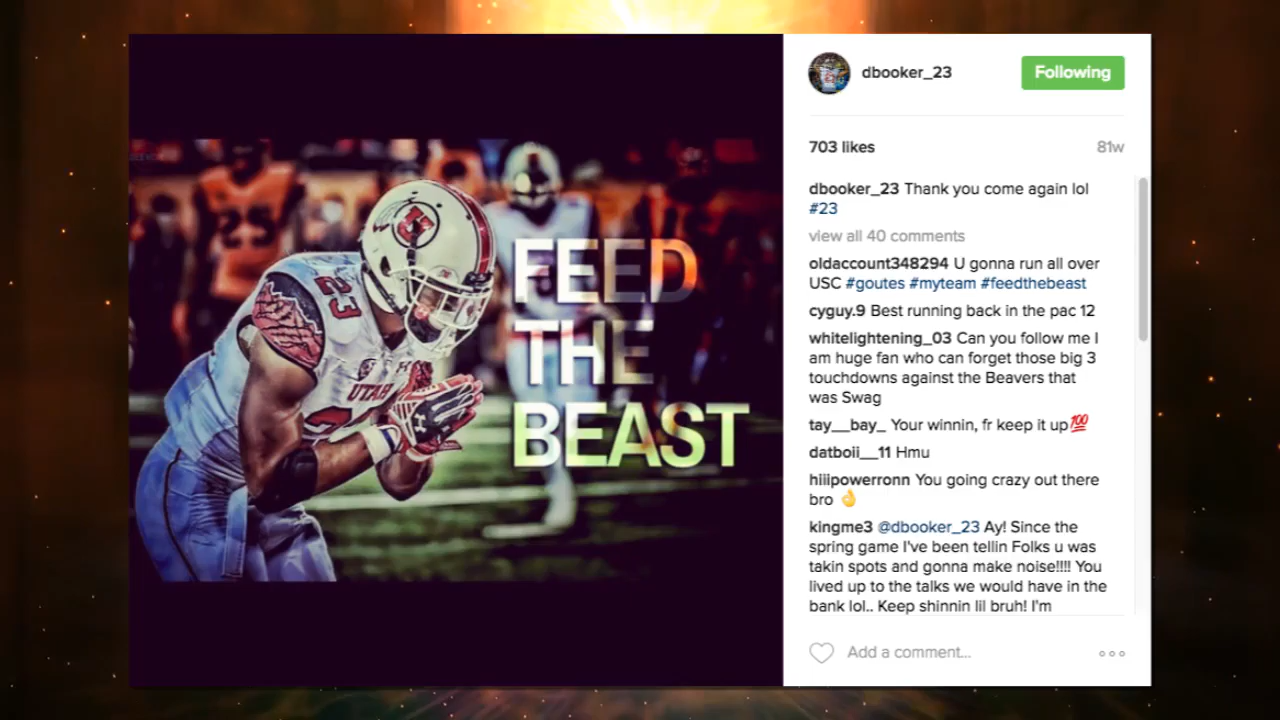 dbooker_23
Following
703 likes
81w
dbooker_23 Thank you come again lol
#23
view all 40 comments
oldaccount348294 U gonna run all over
USC #goutes #myteam #feedthebeast
cyguy.9 Best running back in the pac 12
whitelightening_03 Can you follow me I
am huge fan who can forget those big 3
touchdowns against the Beavers that
was Swag
tay__bay_ Your winnin, fr keep it up💯
datboii__11 Hmu
hiiipowerronn You going crazy out there
bro 👌
kingme3 @dbooker_23 Ay! Since the
spring game I've been tellin Folks u was
takin spots and gonna make noise!!!! You
lived up to the talks we would have in the
bank lol.. Keep shinnin lil bruh! I'm
Add a comment...
FEED
THE
BEAST
23
UTAH
25